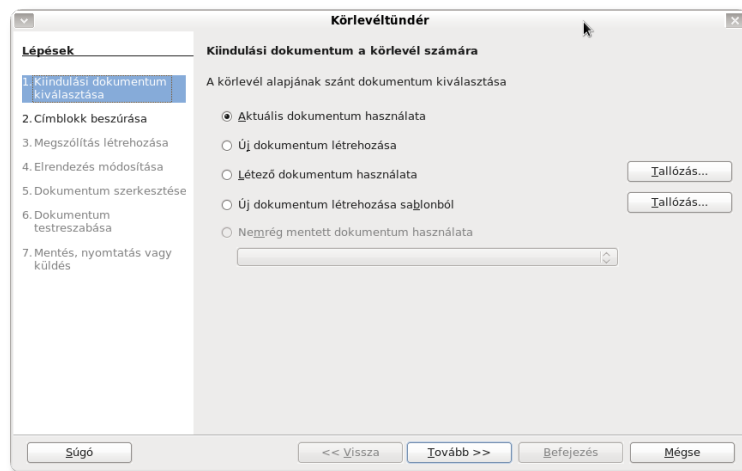 Körlevéltündér
Lépések
1. Kiindulási dokumentum
kiválasztása
2. Címblokk beszúrása
3. Megszólítás létrehozása
4. Elrendezés módosítása
5. Dokumentum szerkesztése
6. Dokumentum
testreszabása
7. Mentés, nyomtatás vagy
küldés
Kiindulási dokumentum a körlevél számára
A körlevél alapjának szánt dokumentum kiválasztása
Aktuális dokumentum használata
Új dokumentum létrehozása
Létező dokumentum használata
Tallózás...
Új dokumentum létrehozása sablonból
Tallózás...
Nemrég mentett dokumentum használata
Súgó
<< Vissza
Tovább >>
Befejezés
Mégse